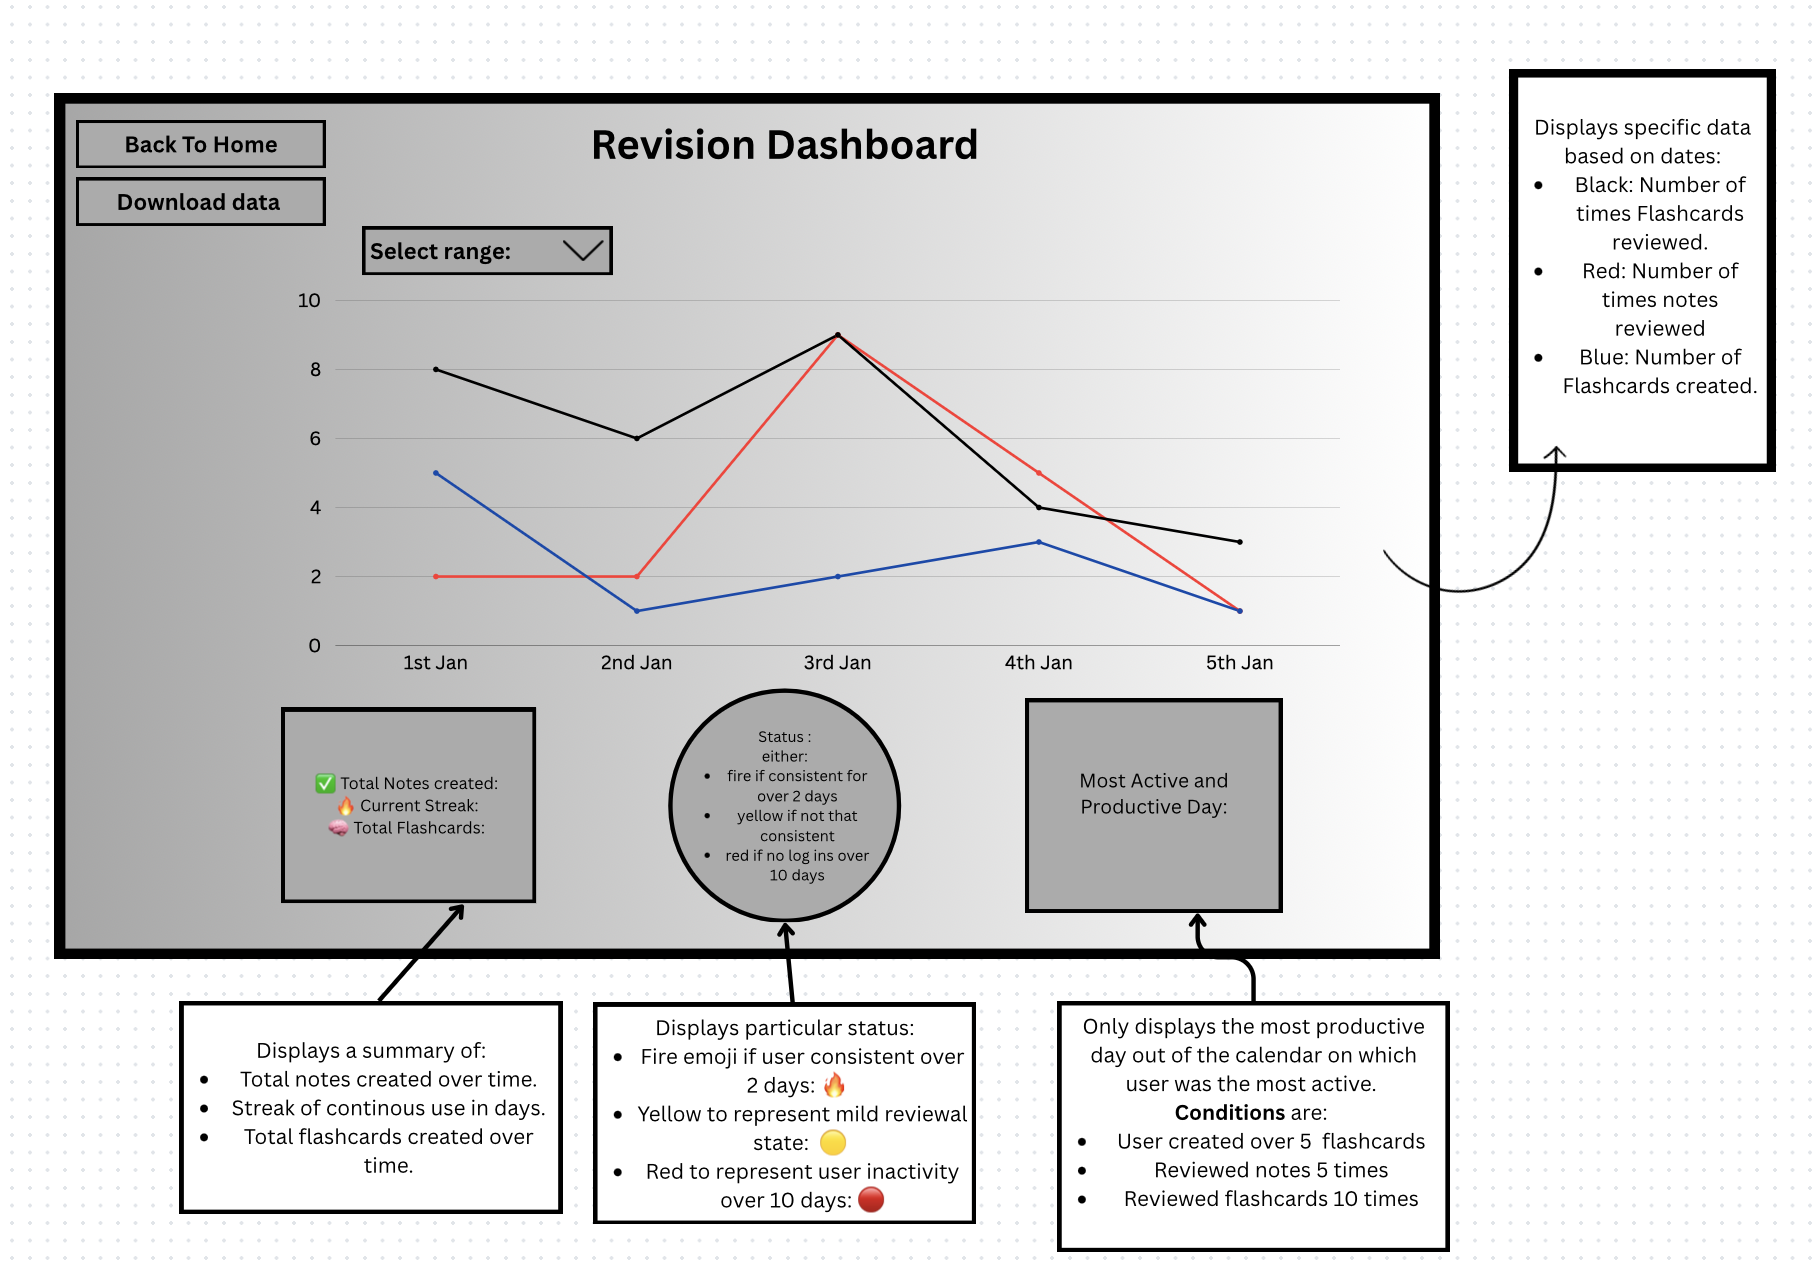 Revision Dashboard
Back To Home
Download data
Select range:
10
8
6
4
2
0
1st Jan
2nd Jan
3rd Jan
4th Jan
5th Jan
✅ Total Notes created:
🔥 Current Streak:
🧠 Total Flashcards:
Status :
either:
• fire if consistent for
over 2 days
• yellow if not that
consistent
• red if no log ins over
10 days
Most Active and
Productive Day:
Displays specific data
based on dates:
• Black: Number of
times Flashcards
reviewed.
• Red: Number of
times notes
reviewed
• Blue: Number of
Flashcards created.
Displays a summary of:
• Total notes created over time.
• Streak of continous use in days.
• Total flashcards created over
time.
Displays particular status:
• Fire emoji if user consistent over
2 days: 🔥
• Yellow to represent mild reviewal
state: 🟡
• Red to represent user inactivity
over 10 days: 🔴
Only displays the most productive
day out of the calendar on which
user was the most active.
Conditions are:
• User created over 5 flashcards
• Reviewed notes 5 times
• Reviewed flashcards 10 times